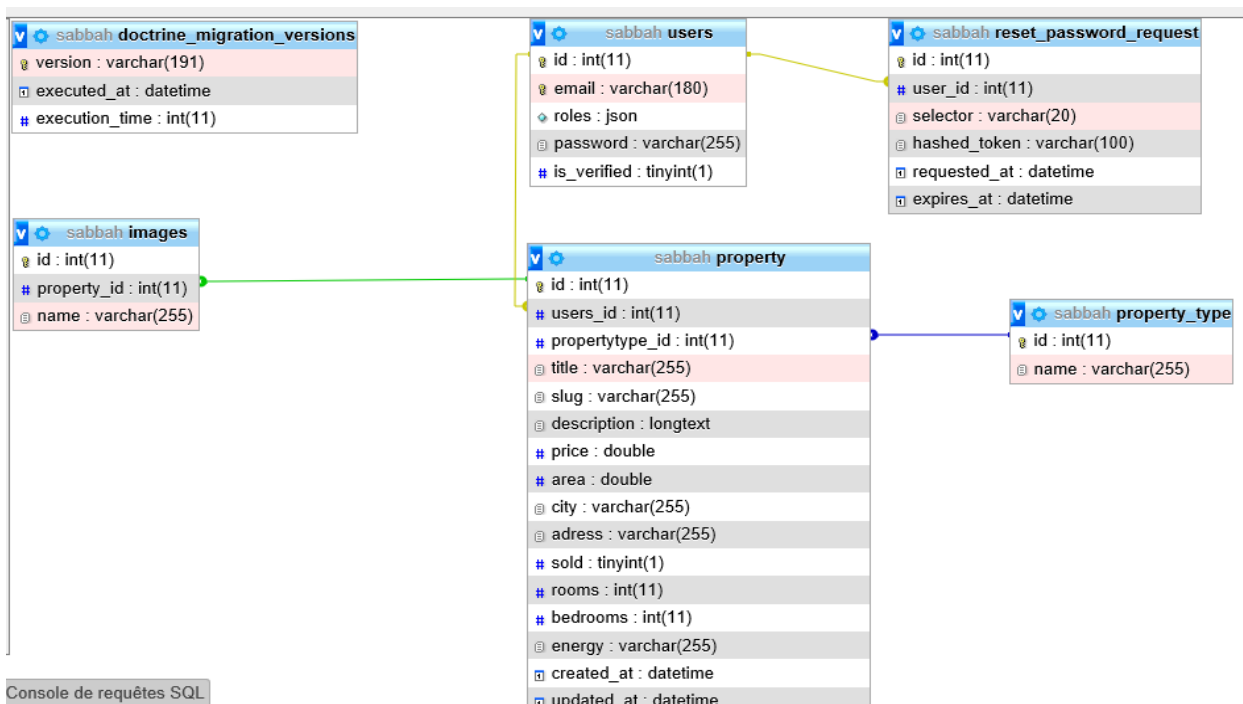 sabbah doctrine_migration_versions
version : varchar(191)
executed_at : datetime
# execution_time : int(11)
sabbah users
id : int(11)
email : varchar(180)
roles : json
password : varchar(255)
# is_verified : tinyint(1)
sabbah reset_password_request
id : int(11)
# user_id : int(11)
selector : varchar(20)
hashed_token : varchar(100)
requested_at : datetime
expires_at : datetime
sabbah images
id : int(11)
# property_id : int(11)
name : varchar(255)
sabbah property
id : int(11)
# users_id : int(11)
# propertytype_id : int(11)
title : varchar(255)
slug : varchar(255)
description : longtext
# price : double
# area : double
city : varchar(255)
adress : varchar(255)
# sold : tinyint(1)
# rooms : int(11)
# bedrooms : int(11)
energy : varchar(255)
created_at : datetime
updated_at : datetime
sabbah property_type
id : int(11)
name : varchar(255)
Console de requêtes SQL